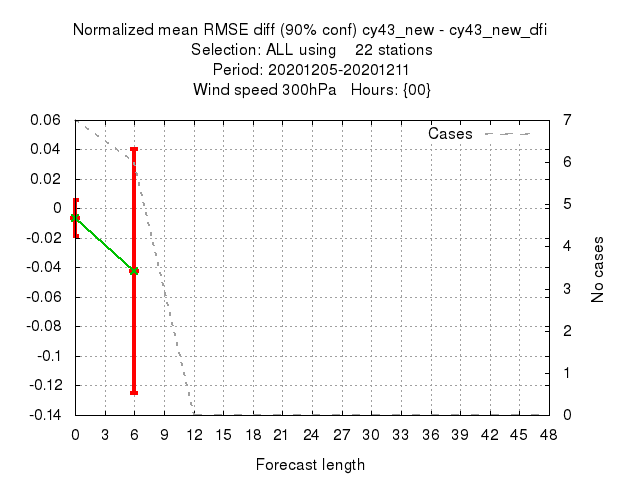 Normalized mean RMSE diff (90% conf) cy43_new - cy43_new_dfi
Selection: ALL using 22 stations
Period: 20201205-20201211
Wind speed 300hPa Hours: {00}
Cases
0.06
0.04
0.02
0
-0.02
-0.04
-0.06
-0.08
-0.1
-0.12
-0.14
7
6
5
4
3
2
1
0
No cases
0 3 6 9 12 15 18 21 24 27 30 33 36 39 42 45 48
Forecast length